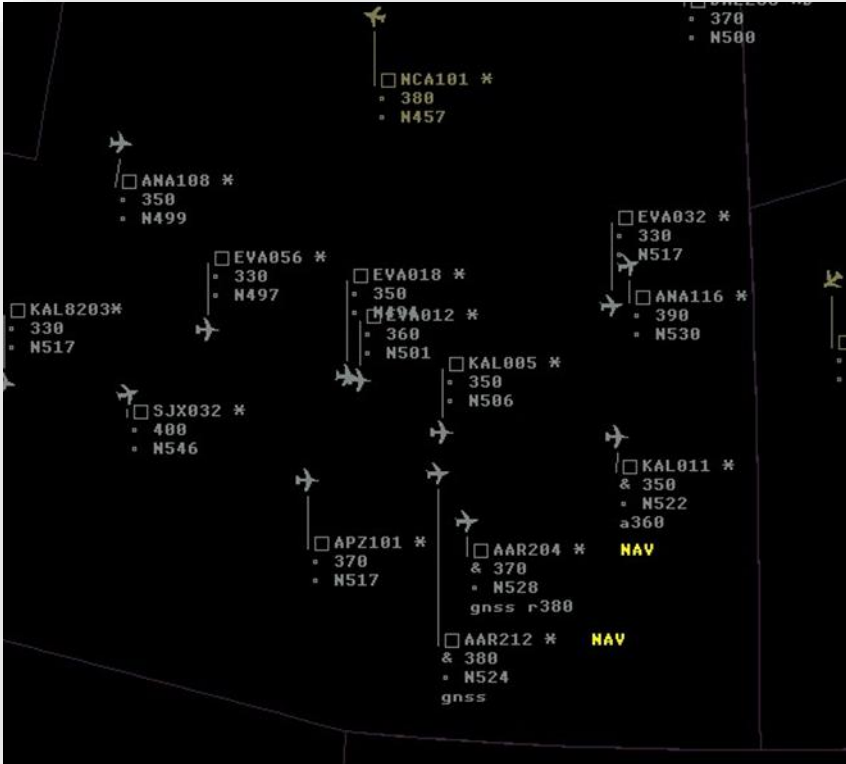 370
N500
NCA101 *
380
N457
ANA108 *
350
N499
EVA032 *
330
N517
EVA056 *
330
N497
EVA018 *
350
N494
ANA116 *
390
N530
KAL8203*
330
N517
EVA012 *
360
N501
KAL005 *
350
N506
SJX032 *
400
N546
KAL011 *
& 350
N522
a360
APZ101 *
370
N517
AAR204 * NAV
& 370
N528
gnss r380
AAR212 * NAV
& 380
N524
gnss